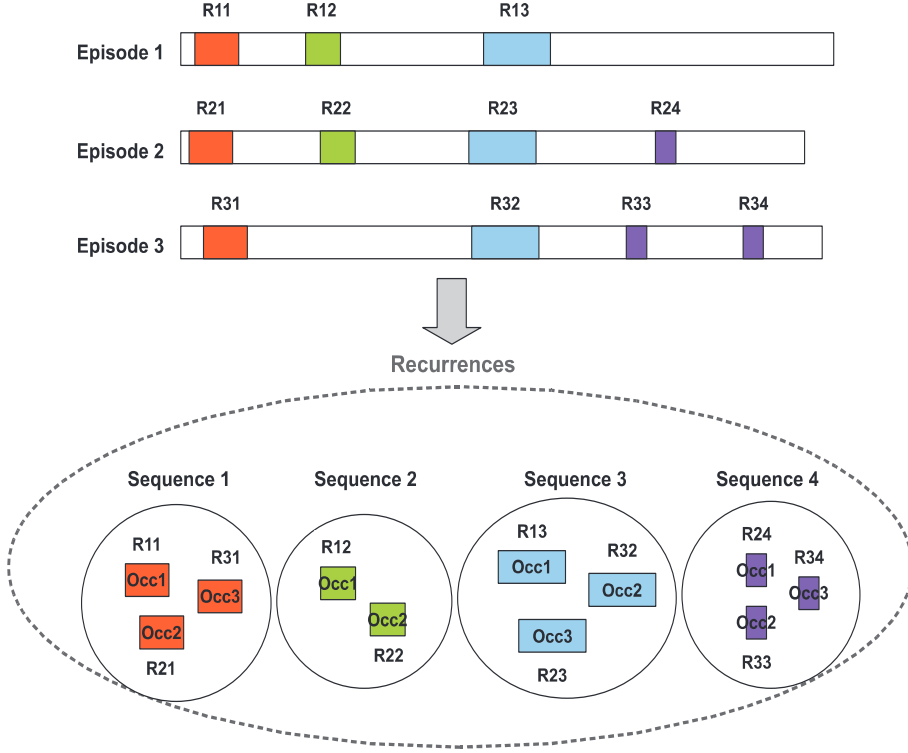 R11 R12 R13
Episode 1
R21 R22 R23 R24
Episode 2
R31 R32 R33 R34
Episode 3
Recurrences
Sequence 1 Sequence 2 Sequence 3 Sequence 4
R11 R31 R12 R13 R32 R24 R34
Occ1 Occ3 Occ1 Occ1 Occ2 Occ1 Occ3
Occ2 Occ2 Occ3 Occ2
R21 R22 R23 R33